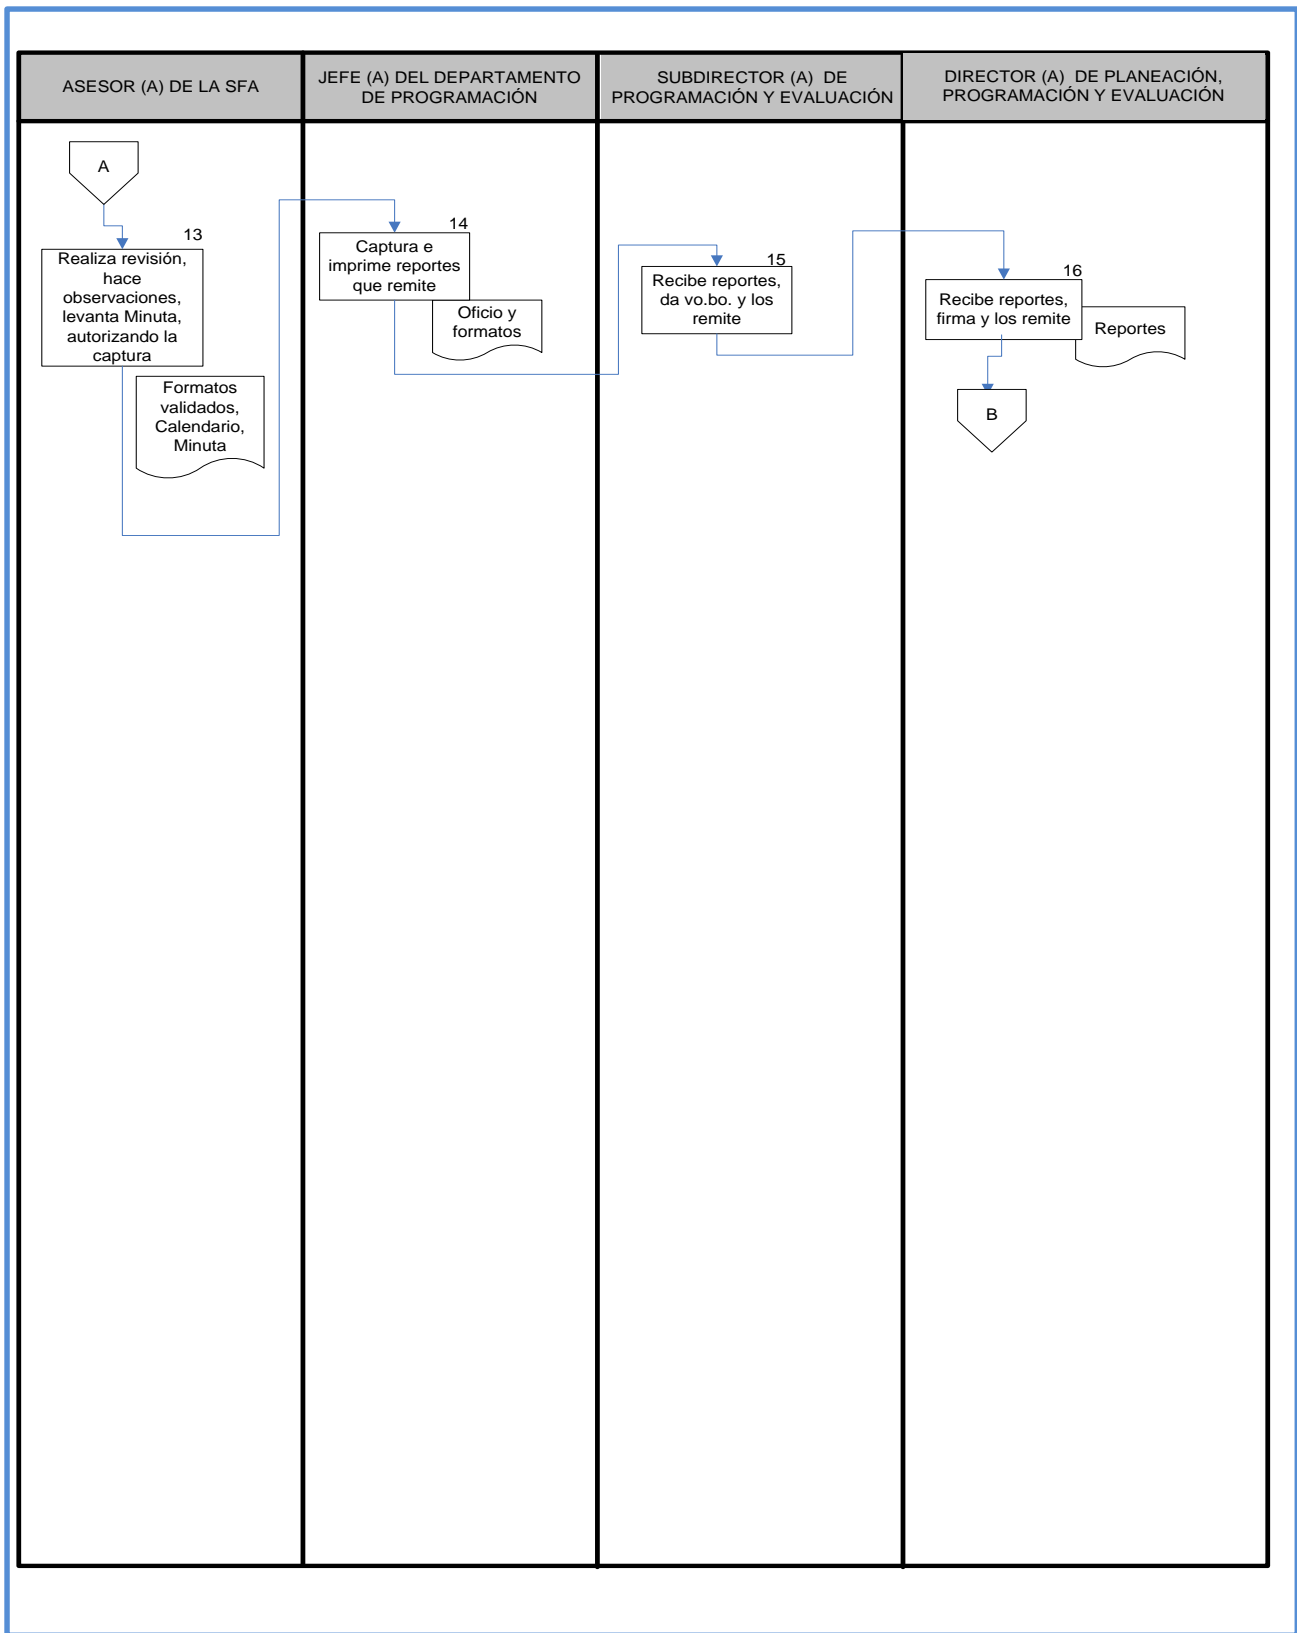 ASESOR (A) DE LA SFA
JEFE (A) DEL DEPARTAMENTO
DE PROGRAMACIÓN
SUBDIRECTOR (A) DE
PROGRAMACIÓN Y EVALUACIÓN
DIRECTOR (A) DE PLANEACIÓN,
PROGRAMACIÓN Y EVALUACIÓN
A
13
Realiza revisión,
hace
observaciones,
levanta Minuta,
autorizando la
captura
Formatos
validados,
Calendario,
Minuta
14
Captura e
imprime reportes
que remite
Oficio y
formatos
15
Recibe reportes,
da vo.bo. y los
remite
16
Recibe reportes,
firma y los remite
Reportes
B